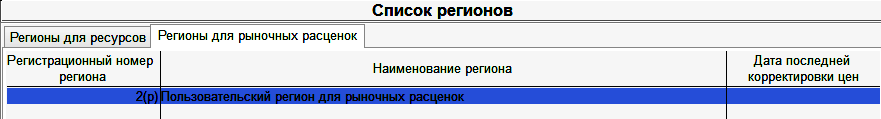 Список регионов
Регионы для ресурсов Регионы для рыночных расценок
Регистрационный номер региона Наименование региона Дата последней корректировки цен
2(р) Пользовательский регион для рыночных расценок